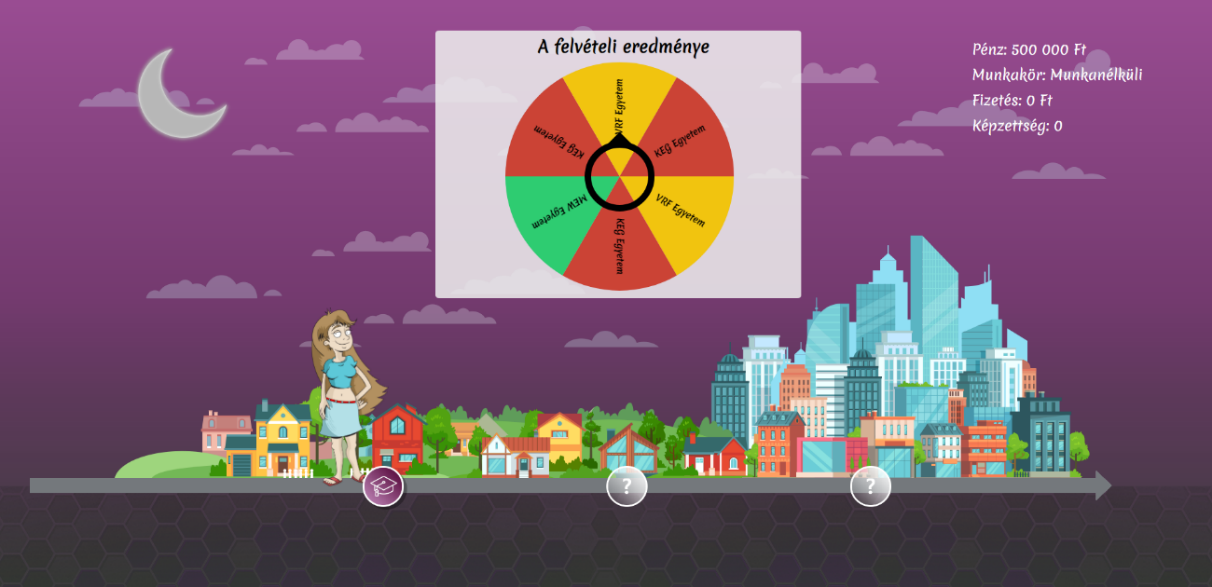 A felvételi eredménye
Pénz: 500 000 Ft
Munkakör: Munkanélküli
Fizetés: 0 Ft
Képzettség: 0
VRF Egyetem
KEG Egyetem
VRF Egyetem
KEG Egyetem
MEW Egyetem
KEG Egyetem
?
?